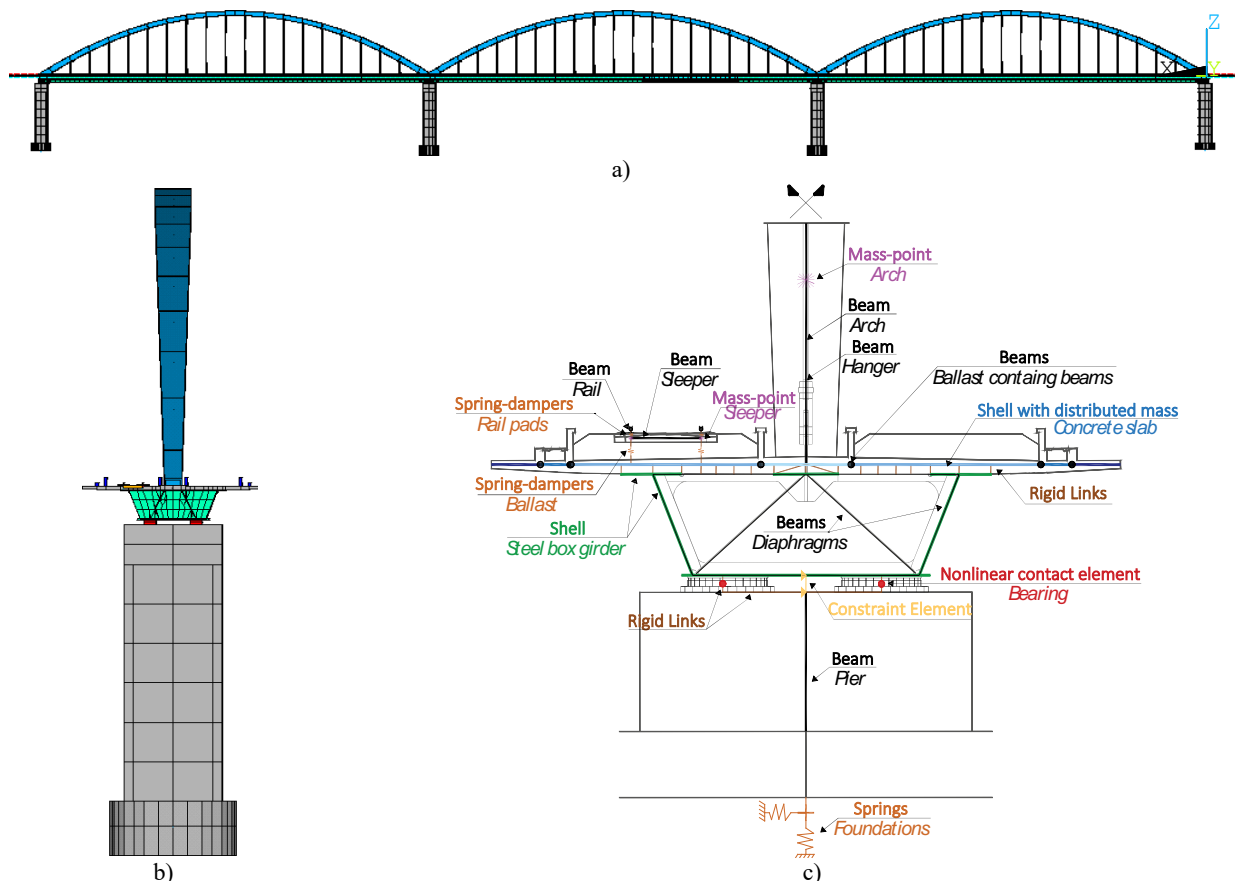 Z
X
Y
a)
Mass-point
Arch
Beam
Arch
Beam
Hanger
Beam
Rail
Beam
Sleeper
Beams
Ballast containg beams
Spring-dampers
Rail pads
Mass-point
Sleeper
Shell with distributed mass
Concrete slab
Spring-dampers
Ballast
Rigid Links
Shell
Steel box girder
Beams
Diaphragms
Nonlinear contact element
Bearing
Rigid Links
Constraint Element
Beam
Pier
Springs
Foundations
b)
c)